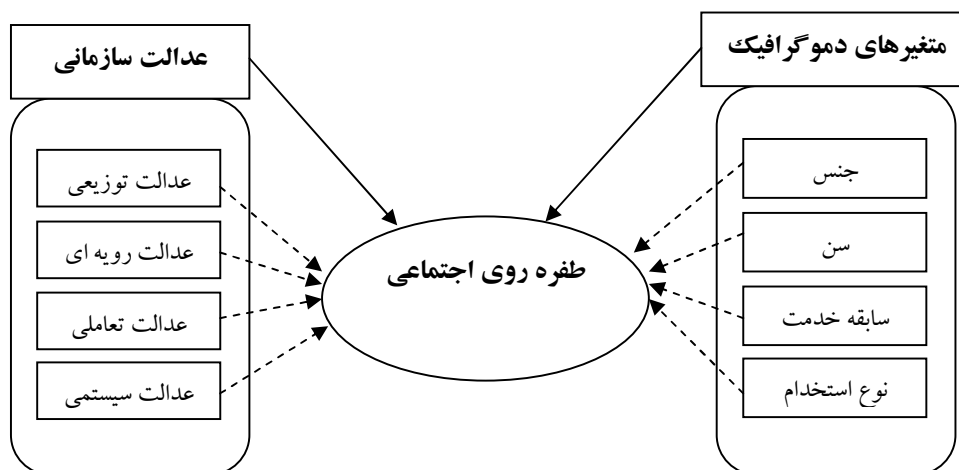 متغیرهای دموگرافیک
عدالت سازمانی
جنس
سن
سابقه خدمت
نوع استخدام
طفره روی اجتماعی
عدالت توزیعی
عدالت رویه ای
عدالت تعاملی
عدالت سیستمی